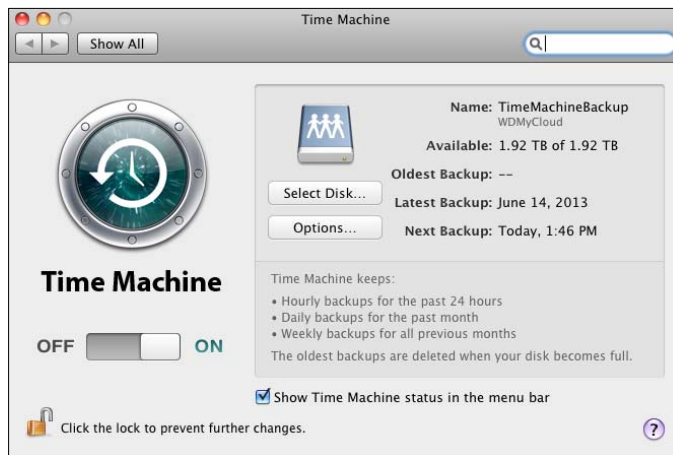 Time Machine
Show All
Name: TimeMachineBackup
WDMyCloud
Available: 1.92 TB of 1.92 TB
Select Disk...
Oldest Backup: --
Latest Backup: June 14, 2013
Options...
Next Backup: Today, 1:46 PM
Time Machine
OFF ON
Time Machine keeps:
• Hourly backups for the past 24 hours
• Daily backups for the past month
• Weekly backups for all previous months
The oldest backups are deleted when your disk becomes full.
Show Time Machine status in the menu bar
Click the lock to prevent further changes.
?